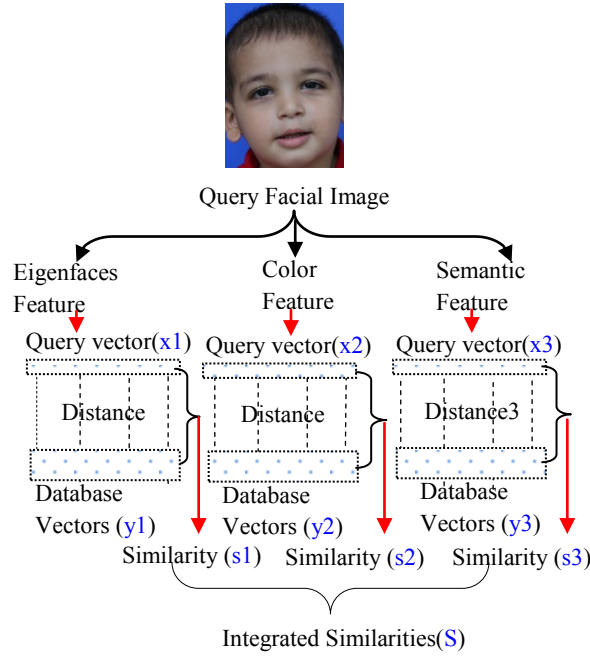 Query Facial Image
Eigenfaces
Feature
Color
Feature
Semantic
Feature
Query vector(x1)
Query vector(x2)
Query vector(x3)
Distance
Distance
Distance3
Database
Vectors (y1)
Database
Vectors (y2)
Database
Vectors (y3)
Similarity (s1)
Similarity (s2)
Similarity (s3)
Integrated Similarities(S)